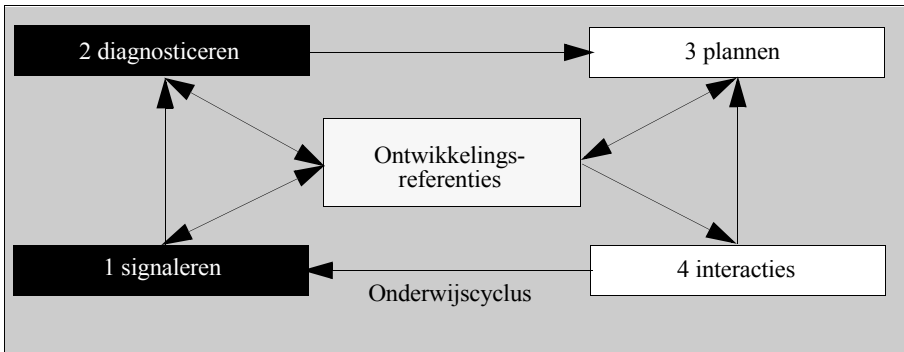 2 diagnosticeren
3 plannen
Ontwikkelings-
referenties
1 signaleren
4 interacties
Onderwijscyclus